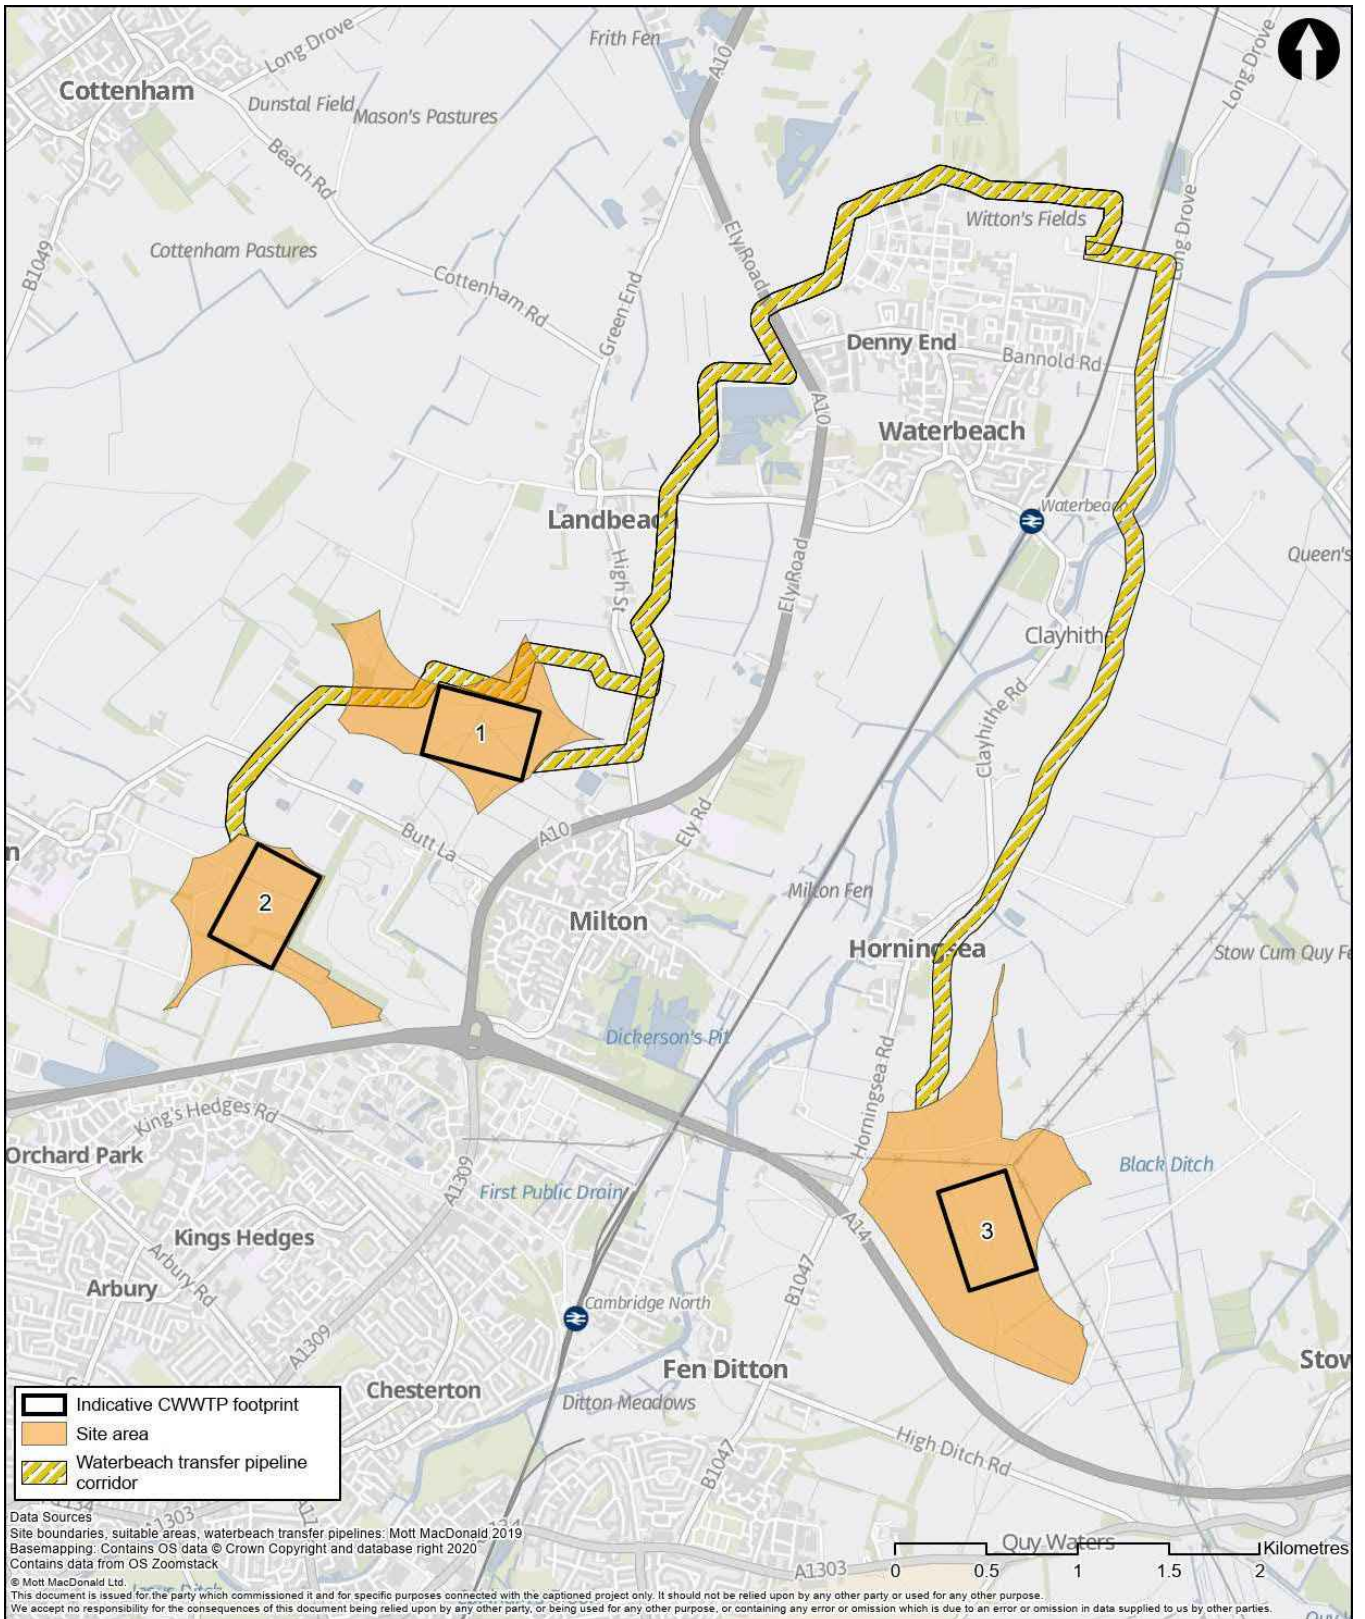 Cottenham
Long Drove
Frith Fen
A10
Long Drove
Dunstal Field
Mason's Pastures
Beach Rd
B1049
Cottenham Pastures
Cottenham Rd
Green End
Ely Road
Witton's Fields
Long Drove
Denny End
Bannold Rd
A10
Waterbeach
Landbeach
Waterbeac
High St
Ely Road
Queen's
Clayhithe
Clayhithe Rd
1
Butt La
A10
Ely Rd
n
2
Milton
Milton Fen
Horningsea
Stow Cum Quy Fe
Dickerson's Pit
Horningsea Rd
King's Hedges Rd
Orchard Park
A1309
First Public Drain
Black Ditch
A14
3
Kings Hedges
Arbury
Arbury Rd
B1047
Cambridge North
A1309
Fen Ditton
Stow
Chesterton
Ditton Meadows
B1047
High Ditch Rd
Indicative CWWTP footprint
Site area
Waterbeach transfer pipeline
corridor
A1134
A1303
Quy Waters
A1303
0 0.5 1 1.5 2 Kilometres
Data Sources
Site boundaries, suitable areas, waterbeach transfer pipelines: Mott MacDonald 2019
Basemapping: Contains OS data © Crown Copyright and database right 2020
Contains data from OS Zoomstack
© Mott MacDonald Ltd.
This document is issued for the party which commissioned it and for specific purposes connected with the captioned project only. It should not be relied upon by any other party or used for any other purpose.
We accept no responsibility for the consequences of this document being relied upon by any other party, or being used for any other purpose, or containing any error or omission which is due to an error or omission in data supplied to us by other parties.